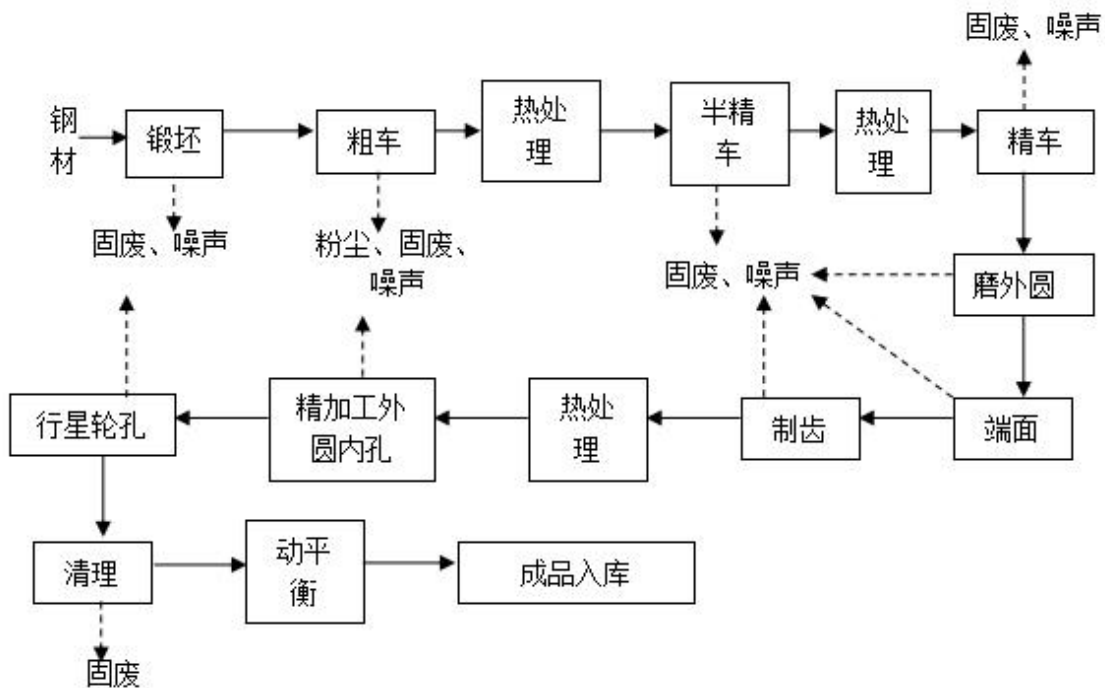 固废、噪声
钢
材
锻坯
粗车
热处
理
半精
车
热处
理
精车
固废、噪声
粉尘、固废、
噪声
固废、噪声
磨外圆
行星轮孔
精加工外
圆内孔
热处
理
制齿
端面
清理
动平
衡
成品入库
固废